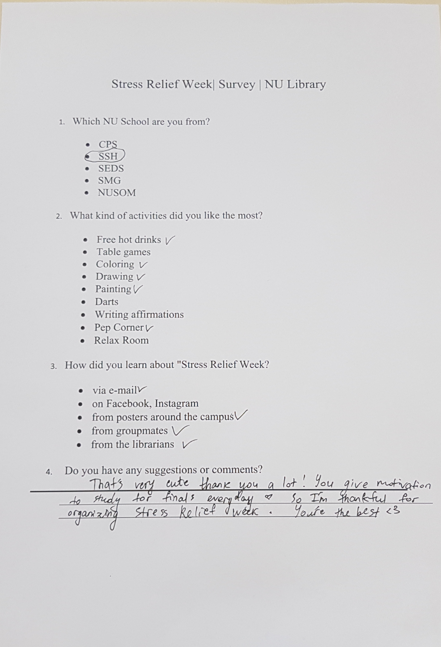 Stress Relief Week| Survey | NU Library
1. Which NU School are you from?
• CPS
• SSH
• SEDS
• SMG
• NUSOM
2. What kind of activities did you like the most?
• Free hot drinks ✓
• Table games
• Coloring ✓
• Drawing ✓
• Painting ✓
• Darts
• Writing affirmations
• Pep Corner ✓
• Relax Room
3. How did you learn about "Stress Relief Week?
• via e-mail ✓
• on Facebook, Instagram
• from posters around the campus ✓
• from groupmates ✓
• from the librarians ✓
4. Do you have any suggestions or comments?
That's very cute thank you a lot! You give motivation
to study for finals everyday ♡ So I'm thankful for
organizing Stress Relief Week. You're the best <3